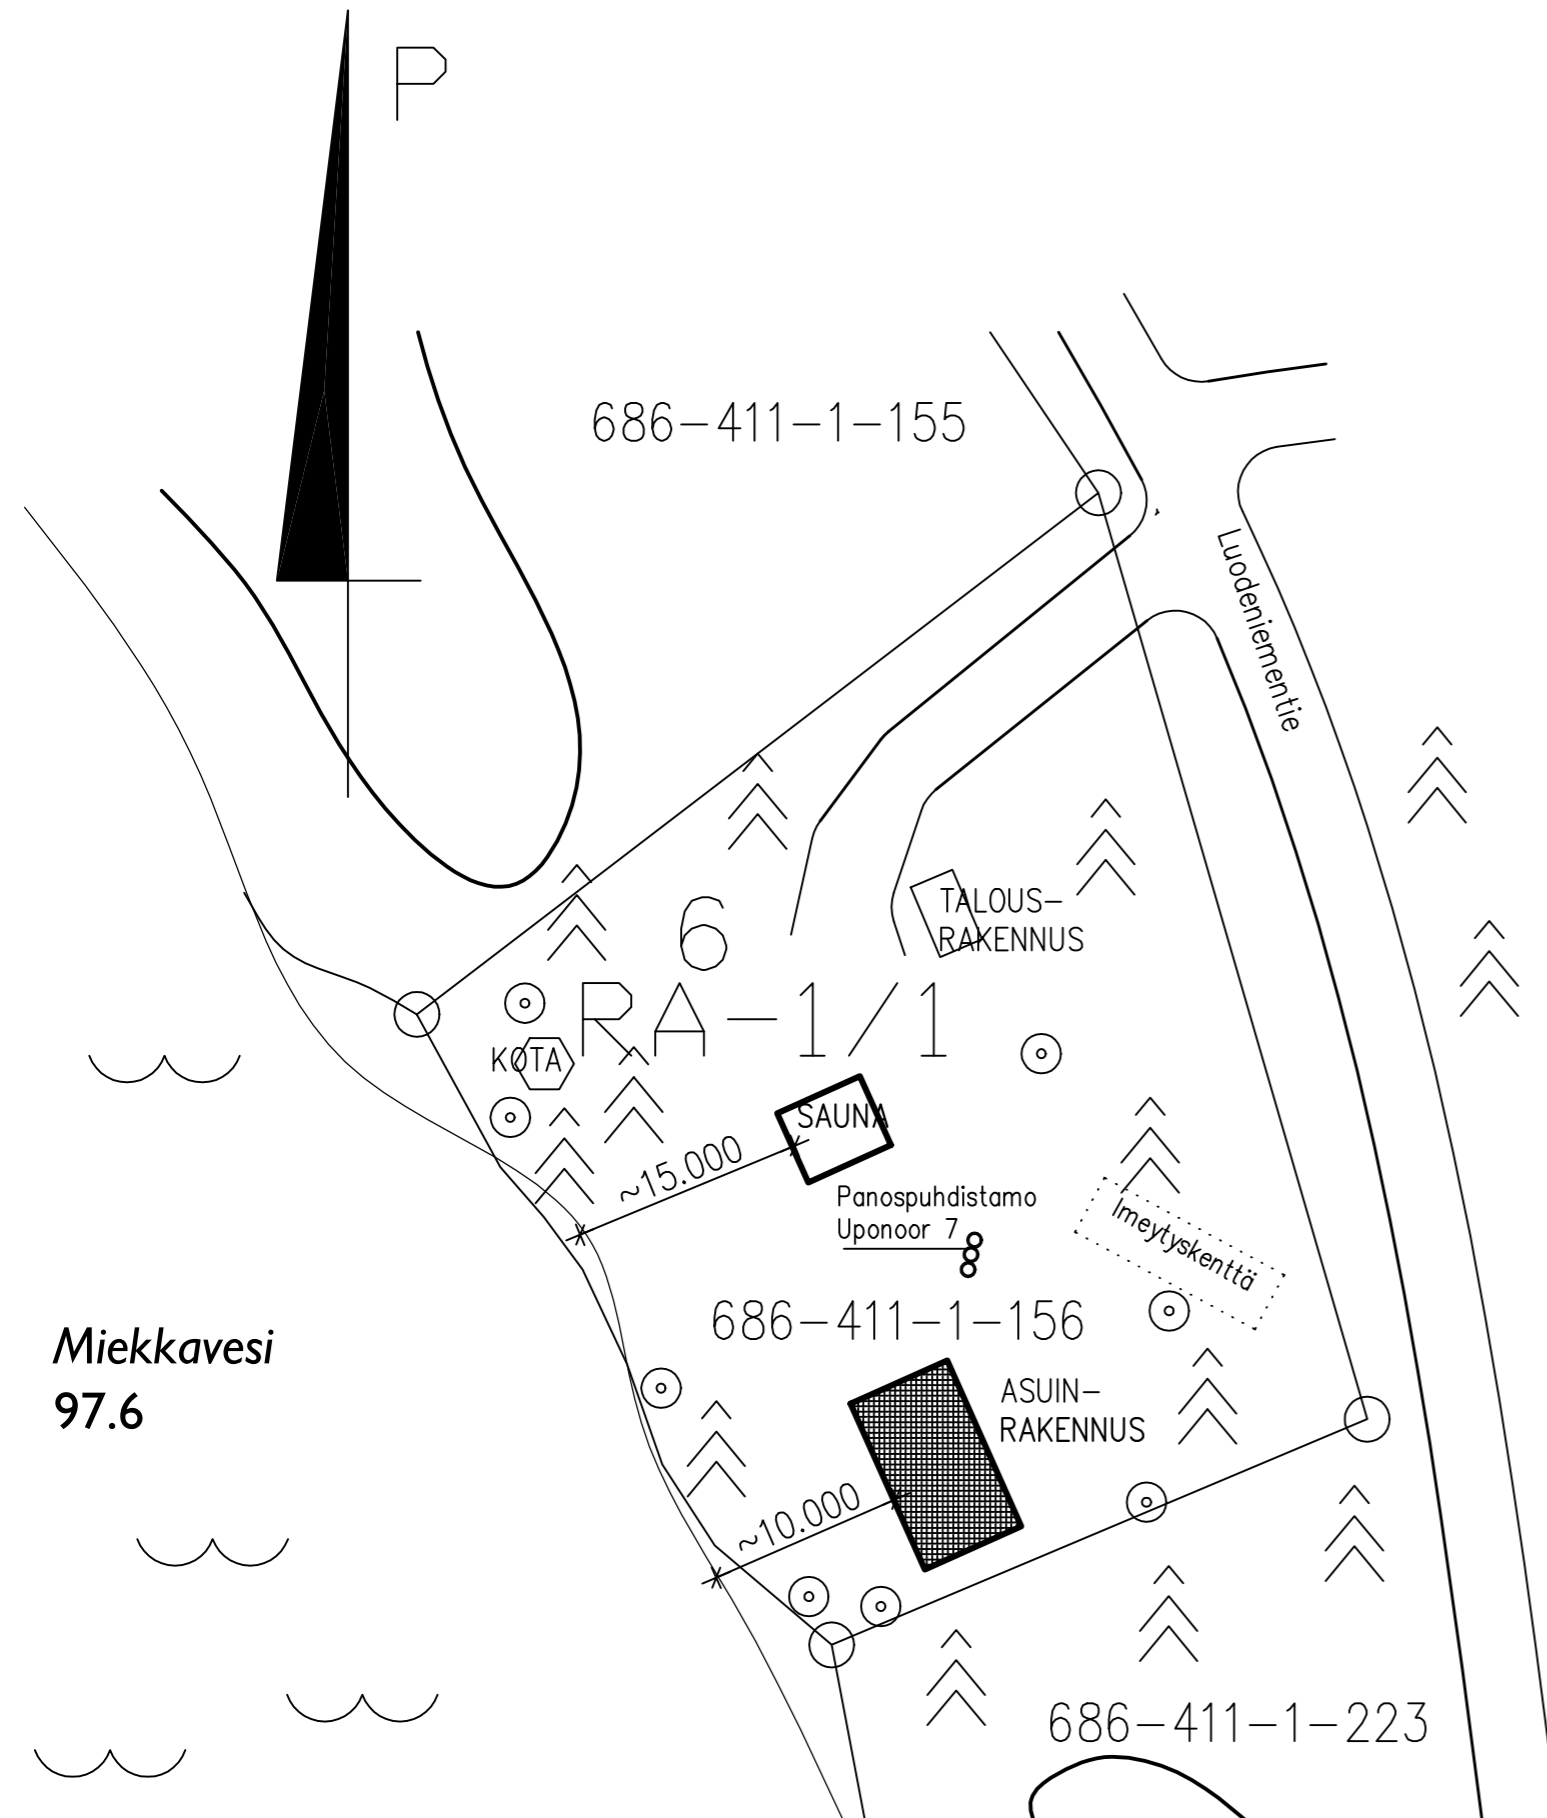 P
686-411-1-155
Luodeniementie
TALOUS-
RAKENNUS
6
RA-1/1
KOTA
SAUNA
~15.000
Panospuhdistamo
Uponoor 7
Imeytyskenttä
686-411-1-156
Miekkavesi
97.6
ASUIN-
RAKENNUS
~10.000
686-411-1-223